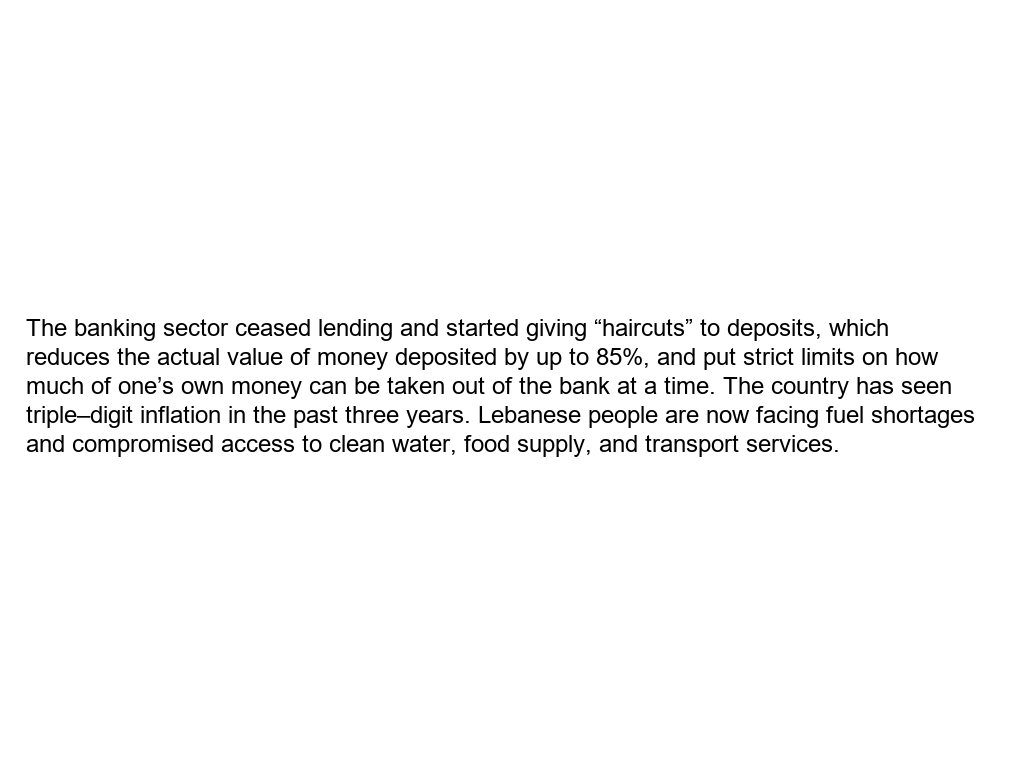 The banking sector ceased lending and started giving “haircuts” to deposits, which
reduces the actual value of money deposited by up to 85%, and put strict limits on how
much of one’s own money can be taken out of the bank at a time. The country has seen
triple–digit inflation in the past three years. Lebanese people are now facing fuel shortages
and compromised access to clean water, food supply, and transport services.